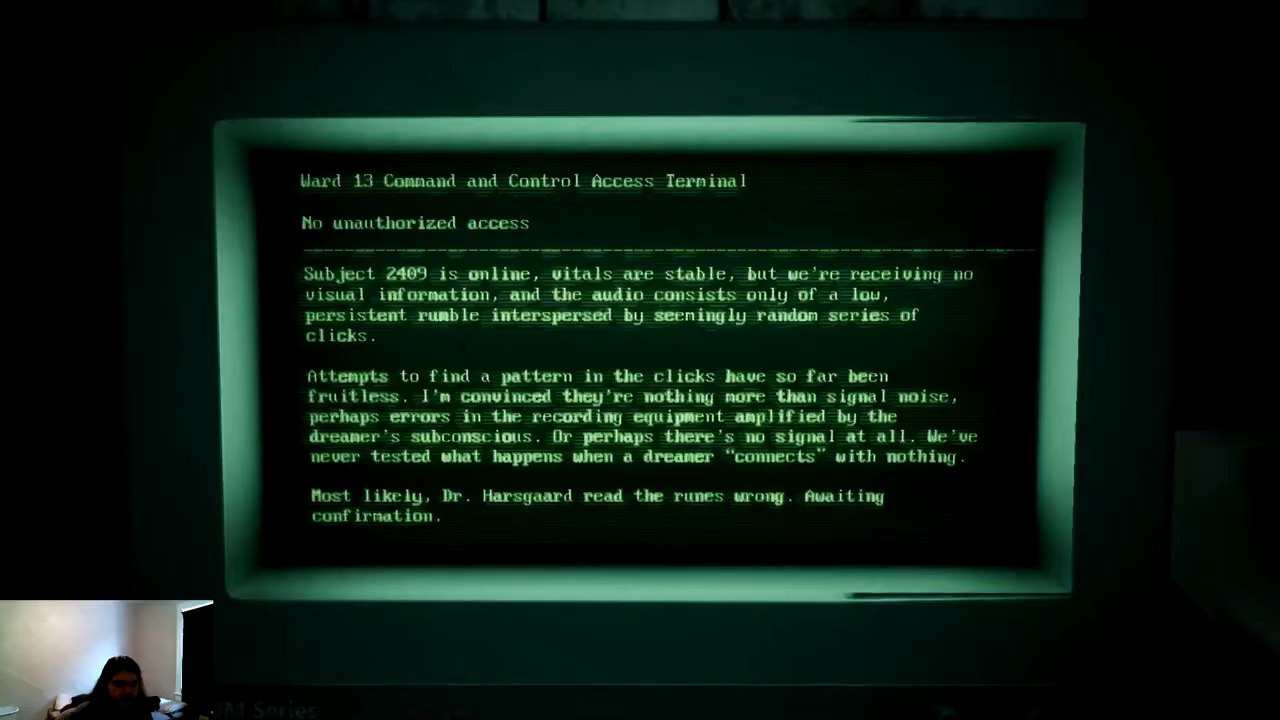 Ward 13 Command and Control Access Terminal
No unauthorized access
Subject 2409 is online, vitals are stable, but we're receiving no
visual information, and the audio consists only of a low,
persistent rumble interspersed by seemingly random series of
clicks.
Attempts to find a pattern in the clicks have so far been
fruitless. I'm convinced they're nothing more than signal noise,
perhaps errors in the recording equipment amplified by the
dreamer's subconscious. Or perhaps there's no signal at all. We've
never tested what happens when a dreamer "connects" with nothing.
Most likely, Dr. Harsgaard read the runes wrong. Awaiting
confirmation.
Series